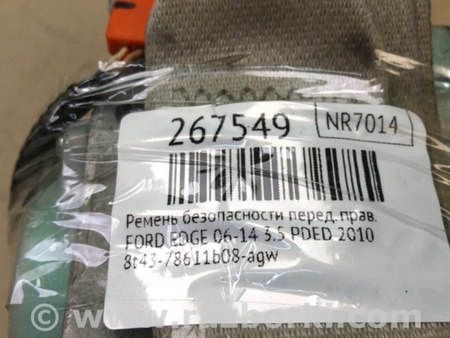 267549
NR7014
Ремень безопасности перед.прав.
FORD EDGE 06-14 3.5 PDED 2010
8t43-78611b08-agw